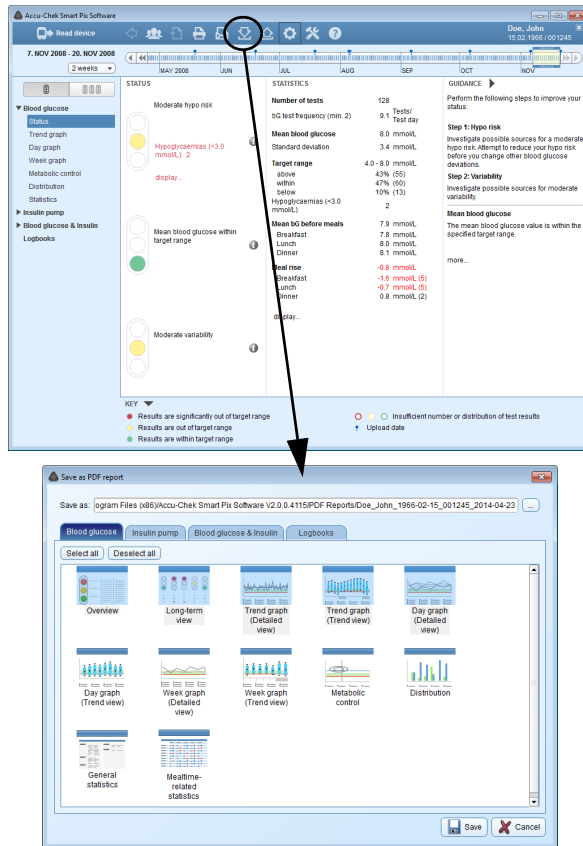 Accu-Chek Smart Pix Software
Read device
Doe, John
15.02.1966 / 001245
7. NOV 2008 - 20. NOV 2008
2 weeks
MAY 2008
JUN
JUL
AUG
SEP
OCT
NOV
Blood glucose
Status
Trend graph
Day graph
Week graph
Metabolic control
Distribution
Statistics
Insulin pump
Blood glucose & Insulin
Logbooks
STATUS
Moderate hypo risk
Hypoglycaemias (<3.0
mmol/L): 2
display...
Mean blood glucose within
target range
Moderate variability
STATISTICS
Number of tests 128
bG test frequency (min. 2) 9.1 Tests/
Test day
Mean blood glucose 8.0 mmol/L
Standard deviation 3.4 mmol/L
Target range 4.0 - 8.0 mmol/L
above 43% (55)
within 47% (60)
below 10% (13)
Hypoglycaemias (<3.0
mmol/L) 2
Mean bG before meals 7.9 mmol/L
Breakfast 7.8 mmol/L
Lunch 8.0 mmol/L
Dinner 8.1 mmol/L
Meal rise -0.8 mmol/L
Breakfast -1.6 mmol/L (5)
Lunch -0.7 mmol/L (5)
Dinner 0.8 mmol/L (2)
display...
GUIDANCE
Perform the following steps to improve your
status:
Step 1: Hypo risk
Investigate possible sources for a moderate
hypo risk. Attempt to reduce your hypo risk
before you change other blood glucose
deviations.
Step 2: Variability
Investigate possible sources for moderate
variability.
Mean blood glucose
The mean blood glucose value is within the
specified target range.
more...
KEY
Results are significantly out of target range
Results are out of target range
Results are within target range
Insufficient number or distribution of test results
Upload date
Save as PDF report
Save as: ogram Files (x86)/Accu-Chek Smart Pix Software V2.0.0.4115/PDF Reports/Doe_John_1966-02-15_001245_2014-04-23 ...
Blood glucose
Insulin pump
Blood glucose & Insulin
Logbooks
Select all
Deselect all
Overview
Long-term
view
Trend graph
(Detailed
view)
Trend graph
(Trend view)
Day graph
(Detailed
view)
Day graph
(Trend view)
Week graph
(Detailed
view)
Week graph
(Trend view)
Metabolic
control
Distribution
General
statistics
Mealtime-
related
statistics
Save
Cancel